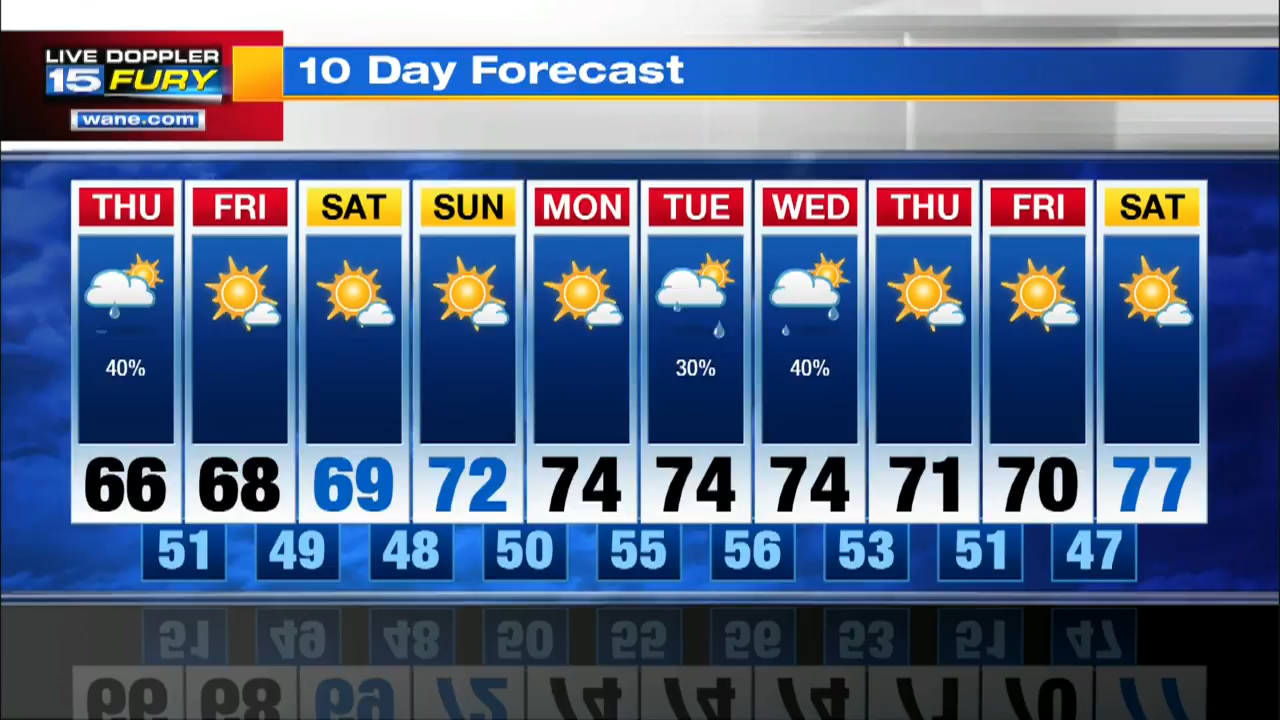 LIVE DOPPLER
15 FURY
wane.com
10 Day Forecast
THU FRI SAT SUN MON TUE WED THU FRI SAT
40% 30% 40%
66 68 69 72 74 74 74 71 70 77
51 49 48 50 55 56 53 51 47